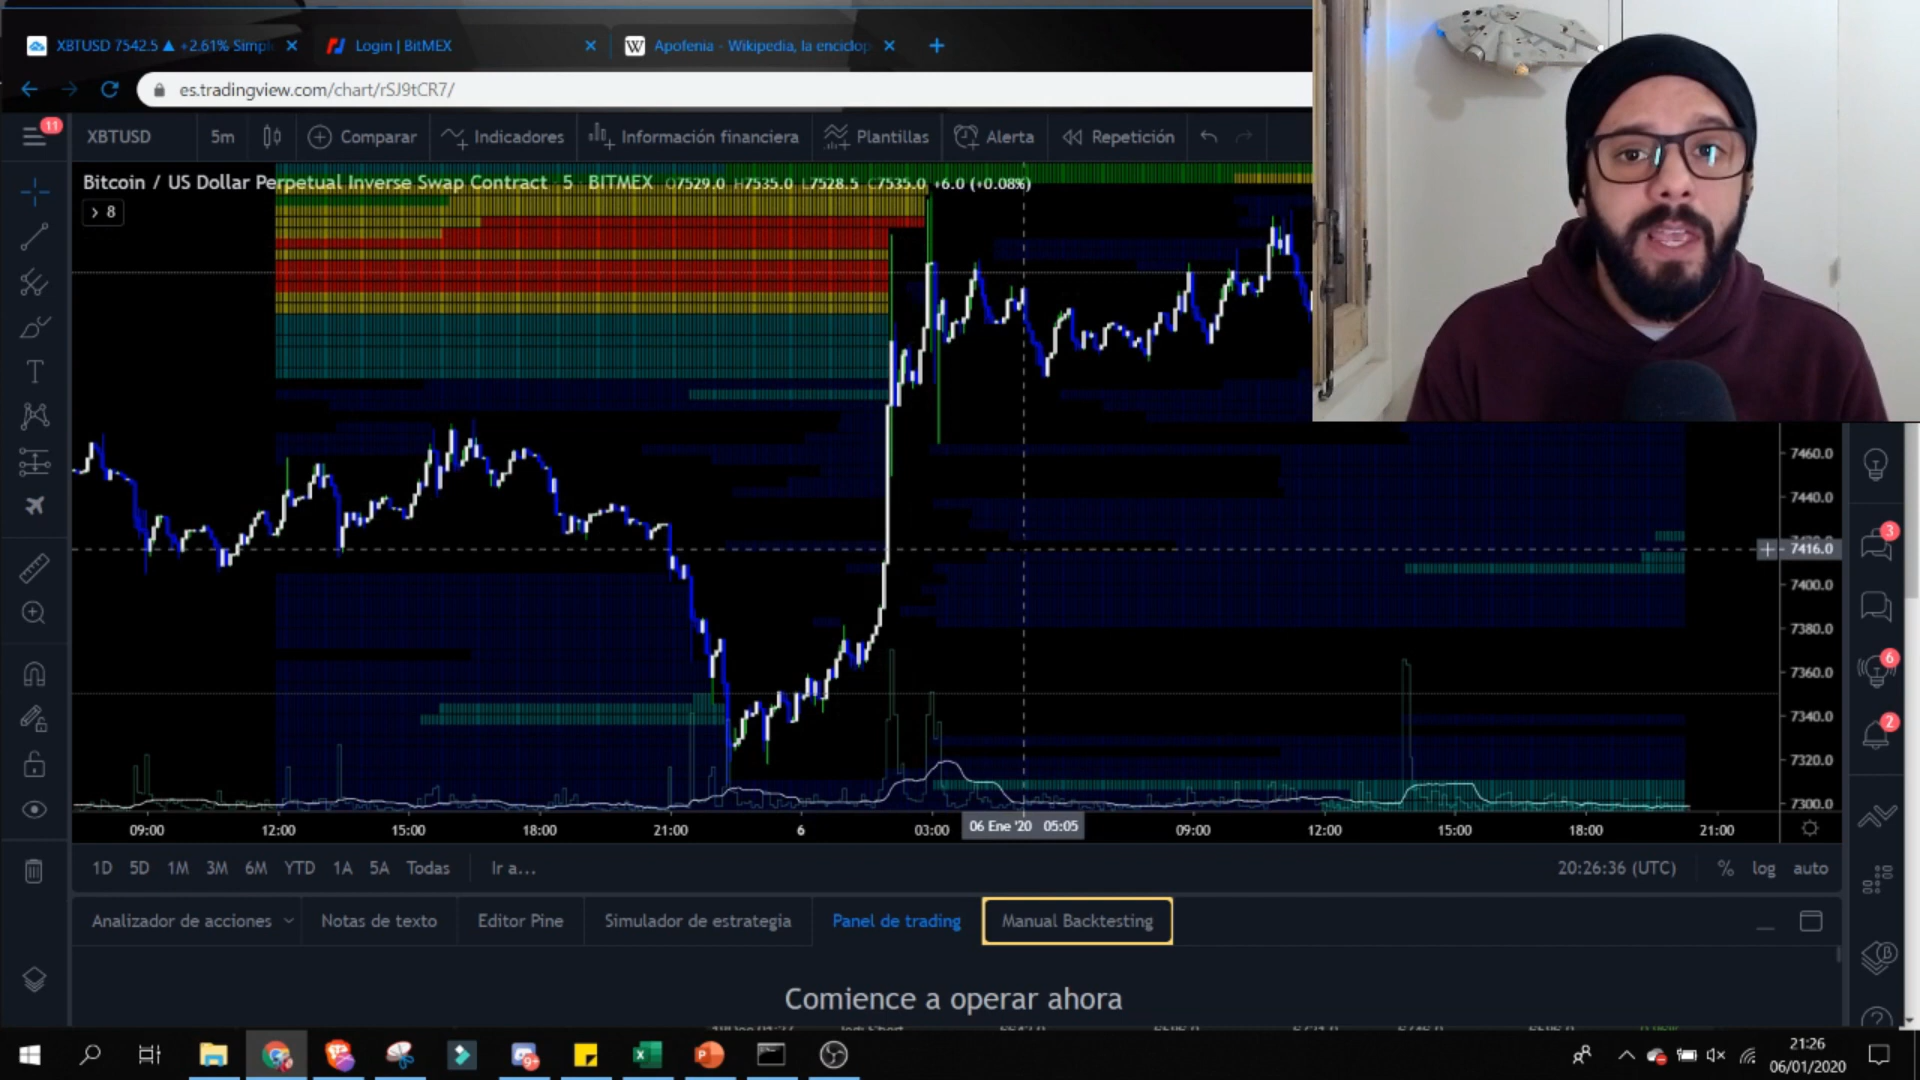 XBTUSD 7542.5 ▲ +2.61% Simple
Login | BitMEX
W Apofenia - Wikipedia, la enciclop
es.tradingview.com/chart/rSJ9tCR7/
11
XBTUSD
5m
Comparar
Indicadores
Información financiera
Plantillas
Alerta
Repetición
Bitcoin / US Dollar Perpetual Inverse Swap Contract · 5 · BITMEX O7529.0 H7535.0 L7528.5 C7535.0 +6.0 (+0.08%)
8
7460.0
7440.0
7416.0
7400.0
7380.0
7360.0
7340.0
7320.0
7300.0
3
6
2
09:00 12:00 15:00 18:00 21:00 6 03:00 06 Ene '20 05:05 09:00 12:00 15:00 18:00 21:00
1D 5D 1M 3M 6M YTD 1A 5A Todas Ir a...
20:26:36 (UTC) % log auto
Analizador de acciones
Notas de texto
Editor Pine
Simulador de estrategia
Panel de trading
Manual Backtesting
Comience a operar ahora
9+
21:26
06/01/2020